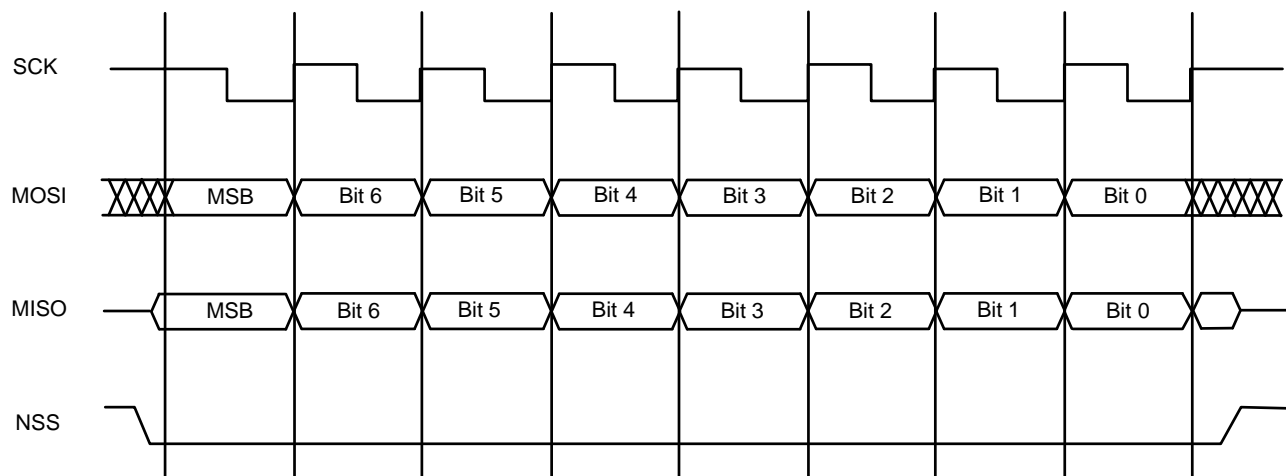 SCK
MOSI MSB Bit 6 Bit 5 Bit 4 Bit 3 Bit 2 Bit 1 Bit 0
MISO MSB Bit 6 Bit 5 Bit 4 Bit 3 Bit 2 Bit 1 Bit 0
NSS